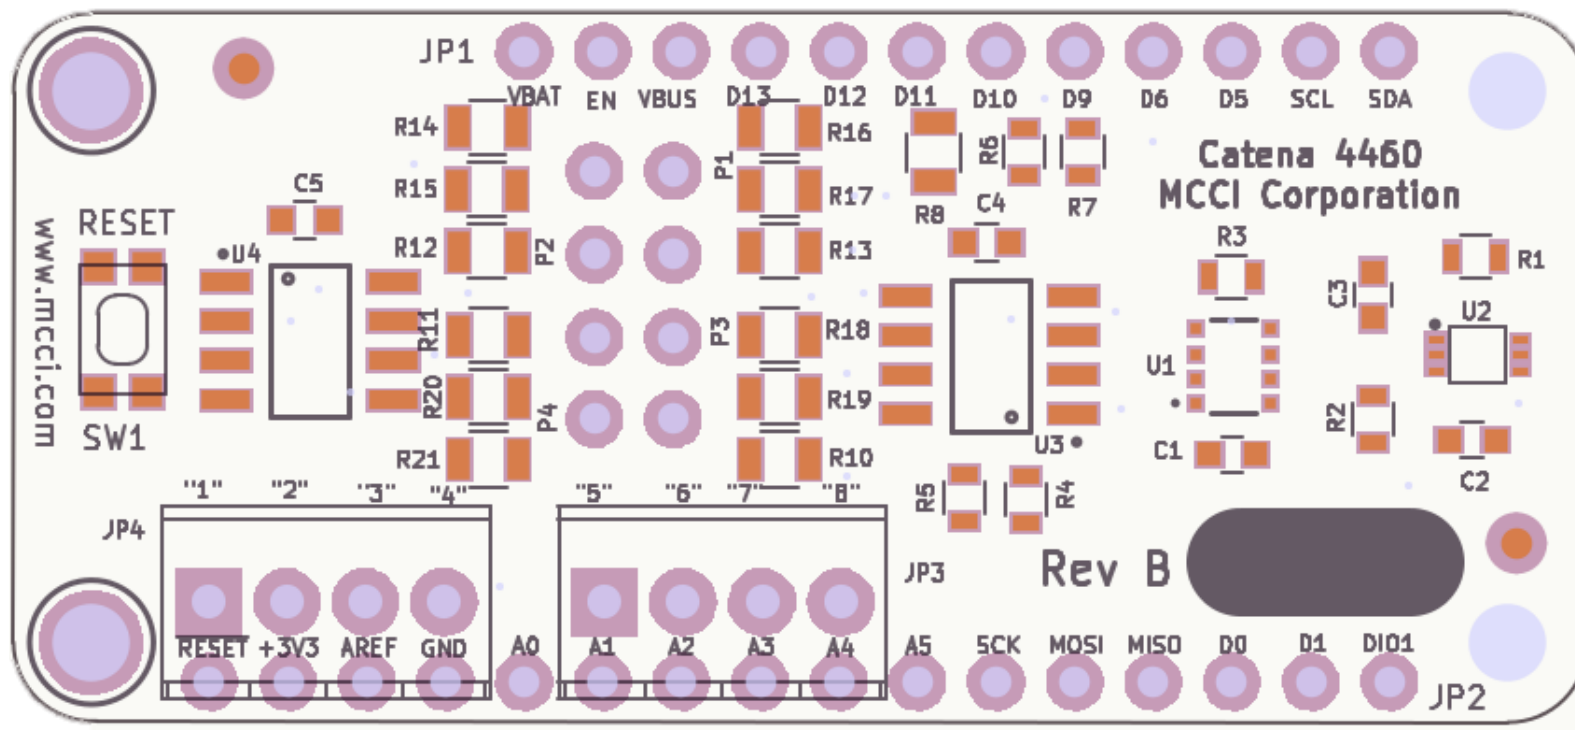 JP1
VBAT EN VBUS D13 D12 D11 D10 D9 D6 D5 SCL SDA
R14 R16 R6
Catena 4460
MCCI Corporation
P1
C5 R15 R17 R8 C4 R7
RESET
www.mcci.com
U4 R12 P2 R13 R3 R1
C3
R11 P3 R18 U2
U1
R20 R19 R2
SW1 P4
R21 R10 U3 C1 C2
R5 R4
"1" "2" "3" "4" "5" "6" "7" "8"
JP4 JP3
Rev B
RESET +3V3 AREF GND A0 A1 A2 A3 A4 A5 SCK MOSI MISO D0 D1 DIO1
JP2